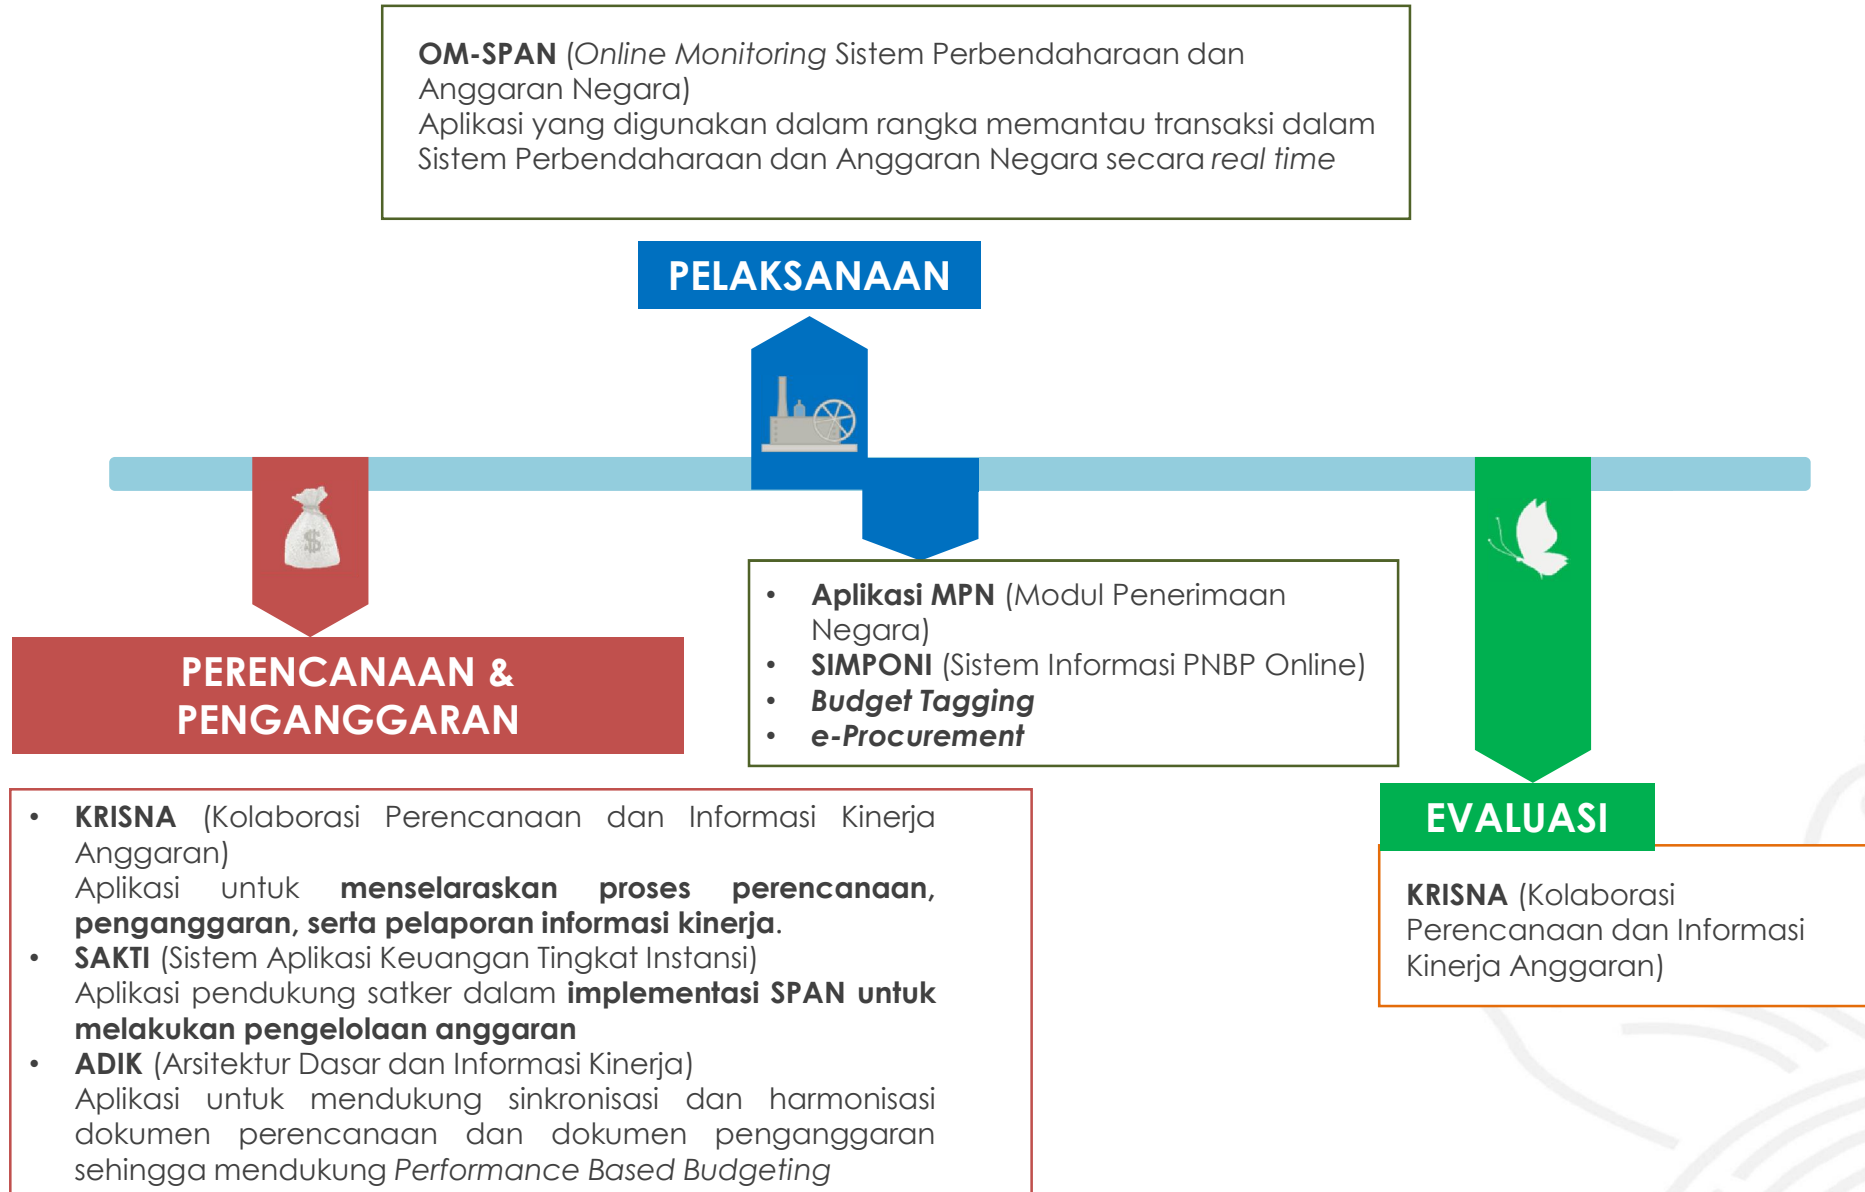 OM-SPAN (Online Monitoring Sistem Perbendaharaan dan
Anggaran Negara)
Aplikasi yang digunakan dalam rangka memantau transaksi dalam
Sistem Perbendaharaan dan Anggaran Negara secara real time
PELAKSANAAN
$
PERENCANAAN &
PENGANGGARAN
• Aplikasi MPN (Modul Penerimaan
Negara)
• SIMPONI (Sistem Informasi PNBP Online)
• Budget Tagging
• e-Procurement
• KRISNA (Kolaborasi Perencanaan dan Informasi Kinerja
Anggaran)
Aplikasi untuk menselaraskan proses perencanaan,
penganggaran, serta pelaporan informasi kinerja.
• SAKTI (Sistem Aplikasi Keuangan Tingkat Instansi)
Aplikasi pendukung satker dalam implementasi SPAN untuk
melakukan pengelolaan anggaran
• ADIK (Arsitektur Dasar dan Informasi Kinerja)
Aplikasi untuk mendukung sinkronisasi dan harmonisasi
dokumen perencanaan dan dokumen penganggaran
sehingga mendukung Performance Based Budgeting
EVALUASI
KRISNA (Kolaborasi
Perencanaan dan Informasi
Kinerja Anggaran)